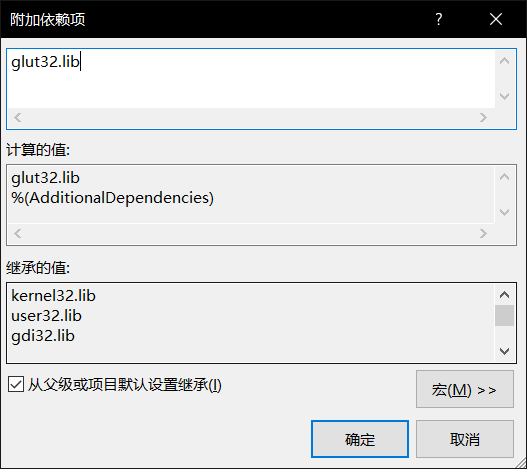 附加依赖项
?
glut32.lib
计算的值:
glut32.lib
%(AdditionalDependencies)
继承的值:
kernel32.lib
user32.lib
gdi32.lib
从父级或项目默认设置继承(I)
宏(M) >>
确定
取消